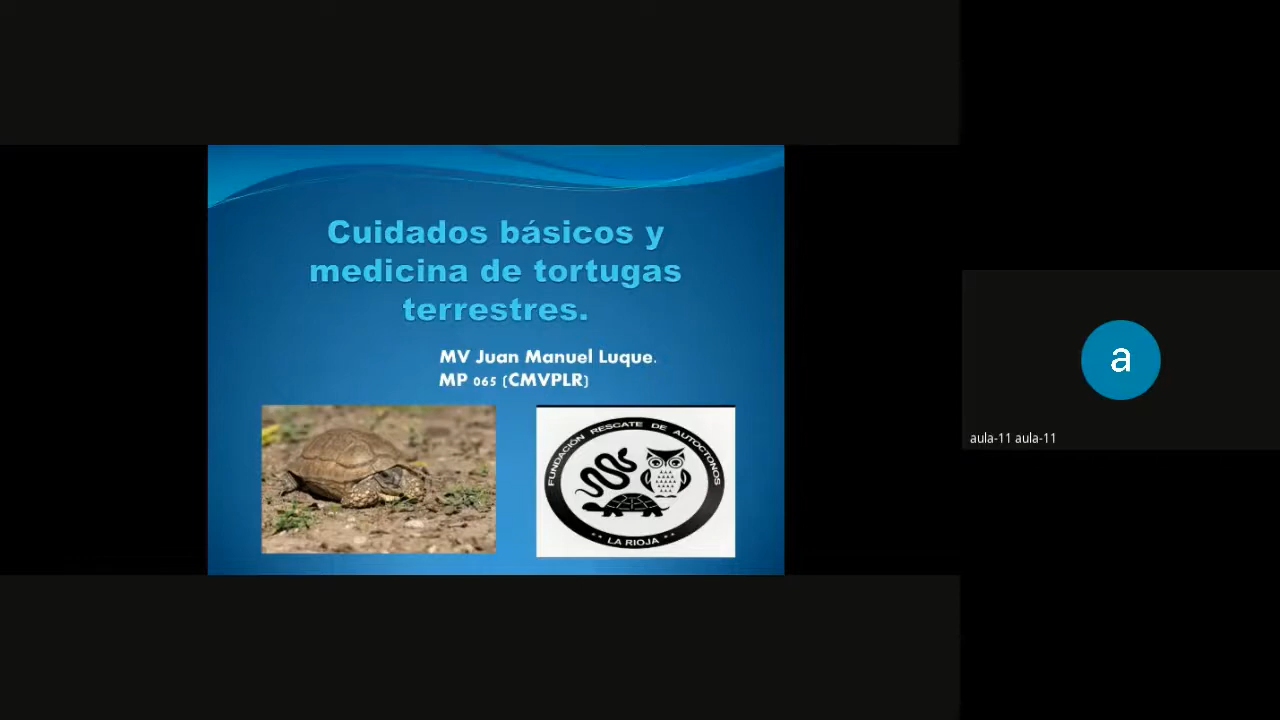 Cuidados básicos y
medicina de tortugas
terrestres.
MV Juan Manuel Luque.
MP 065 (CMVPLR)
FUNDACIÓN RESCATE DE AUTOCTONOS
** LA RIOJA **
a
aula-11 aula-11